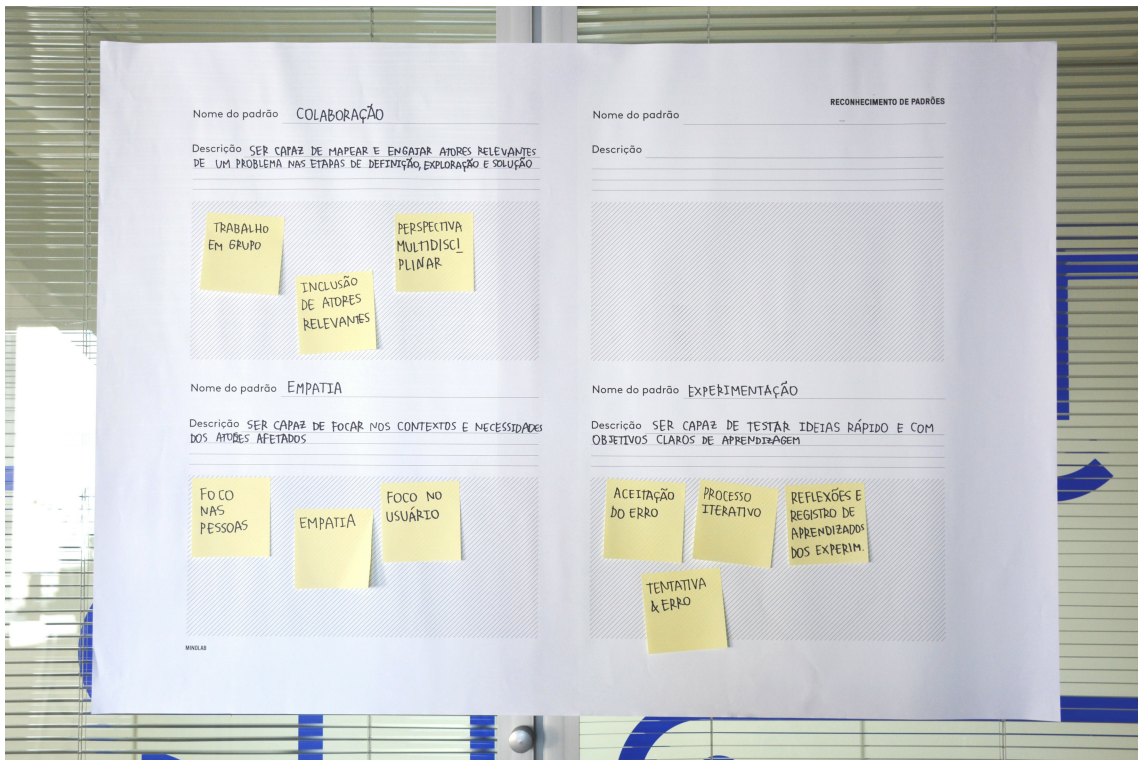 RECONHECIMENTO DE PADRÕES
Nome do padrão COLABORAÇÃO
Descrição SER CAPAZ DE MAPEAR E ENGAJAR ATORES RELEVANTES
DE UM PROBLEMA NAS ETAPAS DE DEFINIÇÃO, EXPLORAÇÃO E SOLUÇÃO
TRABALHO
EM GRUPO
INCLUSÃO
DE ATORES
RELEVANTES
PERSPECTIVA
MULTIDISCI_
PLINAR
Nome do padrão
Descrição
Nome do padrão EMPATIA
Descrição SER CAPAZ DE FOCAR NOS CONTEXTOS E NECESSIDADES
DOS ATORES AFETADOS
FOCO
NAS
PESSOAS
EMPATIA
FOCO NO
USUÁRIO
Nome do padrão EXPERIMENTAÇÃO
Descrição SER CAPAZ DE TESTAR IDEIAS RÁPIDO E COM
OBJETIVOS CLAROS DE APRENDIZAGEM
ACEITAÇÃO
DO ERRO
PROCESSO
ITERATIVO
REFLEXÕES E
REGISTRO DE
APRENDIZADOS
DOS EXPERIM.
TENTATIVA
& ERRO
MINDLAB